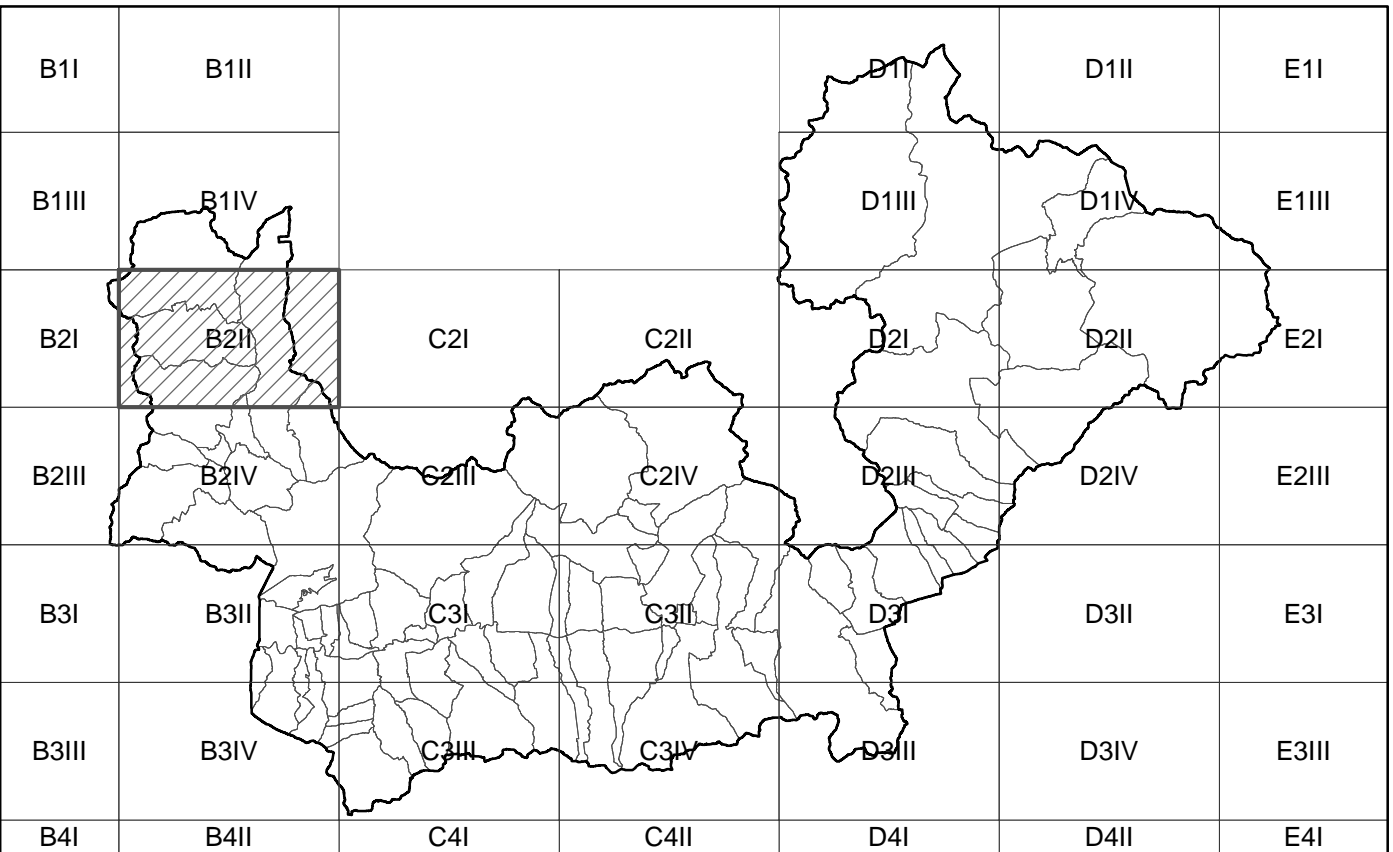 B1I B1II D1I D1II E1I
B1III B1IV D1III D1IV E1III
B2I B2II C2I C2II D2I D2II E2I
B2III B2IV C2III C2IV D2III D2IV E2III
B3I B3II C3I C3II D3I D3II E3I
B3III B3IV C3III C3IV D3III D3IV E3III
B4I B4II C4I C4II D4I D4II E4I